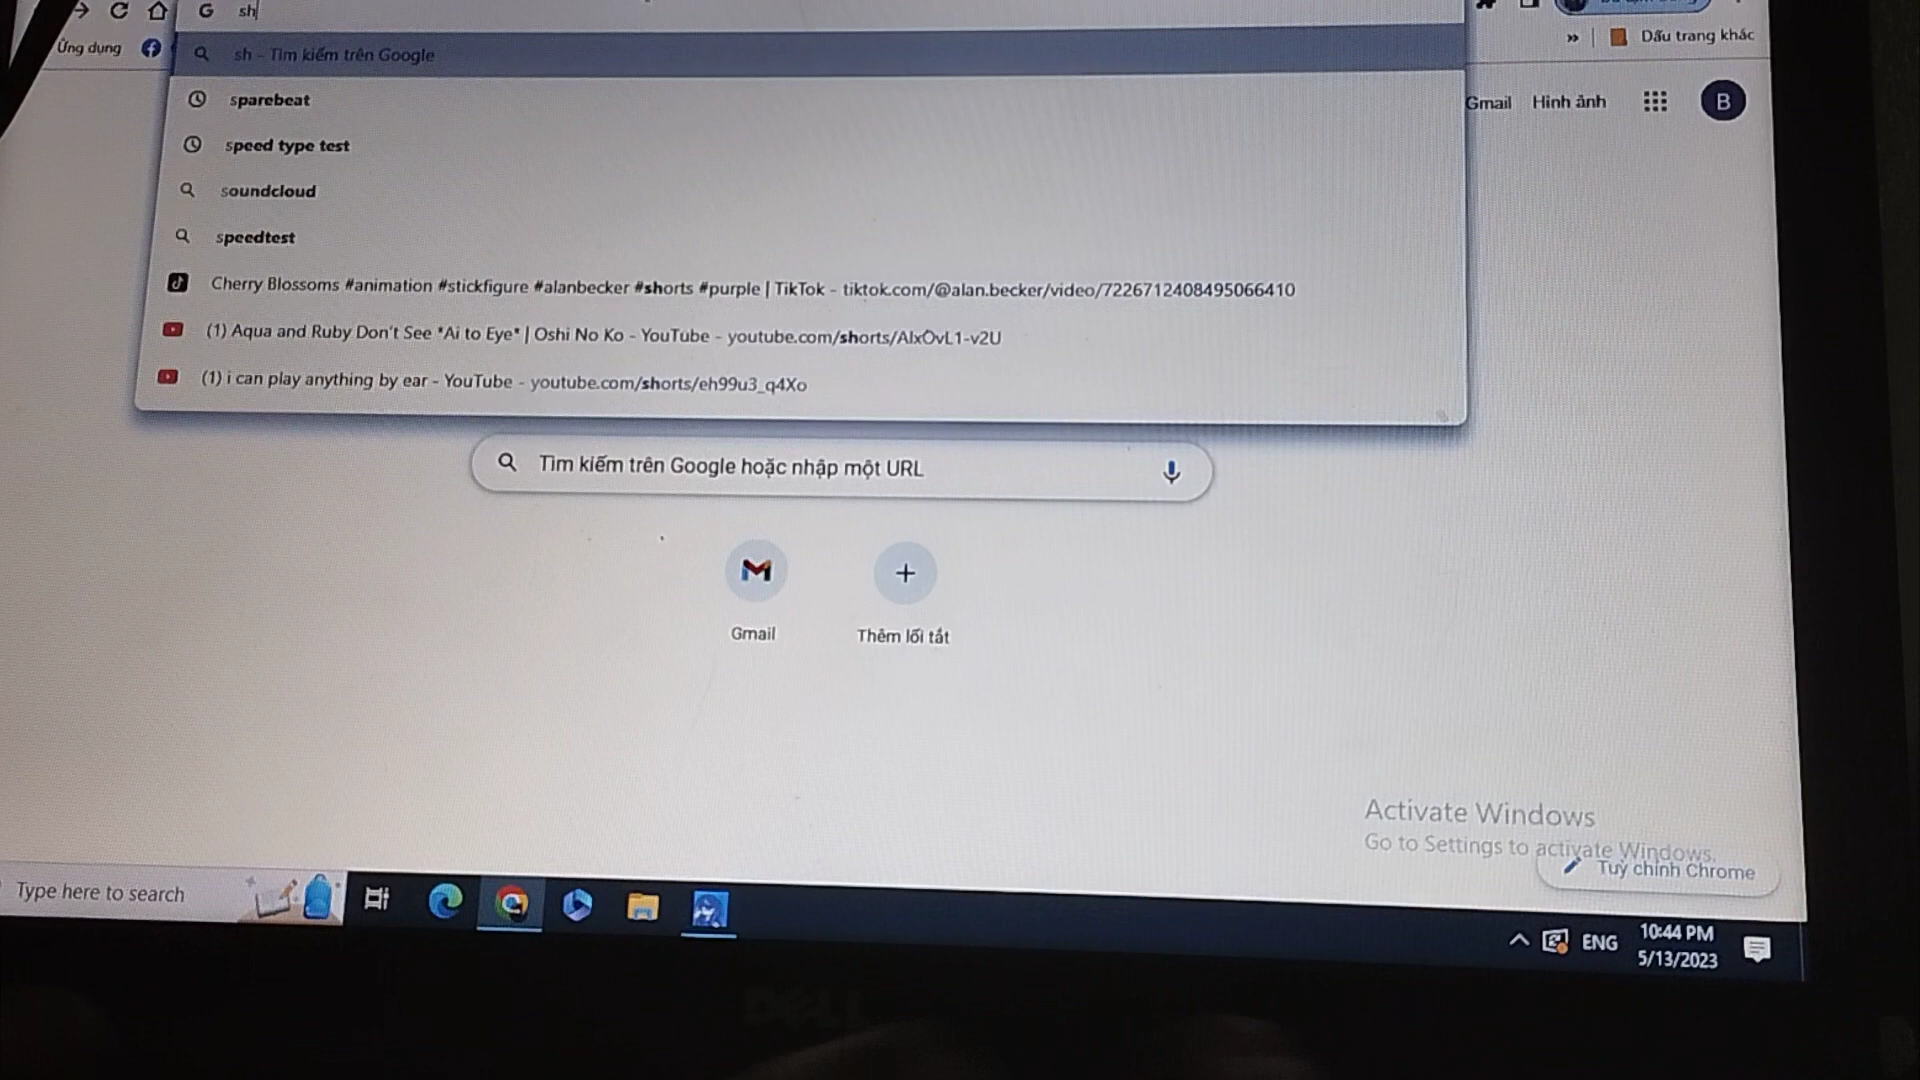 G sh
Ứng dụng
» Dấu trang khác
sh - Tìm kiếm trên Google
sparebeat
speed type test
soundcloud
speedtest
Cherry Blossoms #animation #stickfigure #alanbecker #shorts #purple | TikTok - tiktok.com/@alan.becker/video/7226712408495066410
(1) Aqua and Ruby Don't See *Ai to Eye* | Oshi No Ko - YouTube - youtube.com/shorts/AlxOvL1-v2U
(1) i can play anything by ear - YouTube - youtube.com/shorts/eh99u3_q4Xo
Gmail Hình ảnh B
Tìm kiếm trên Google hoặc nhập một URL
Gmail
Thêm lối tắt
Activate Windows
Go to Settings to activate Windows.
Tuỳ chỉnh Chrome
Type here to search
ENG
10:44 PM
5/13/2023
DELL